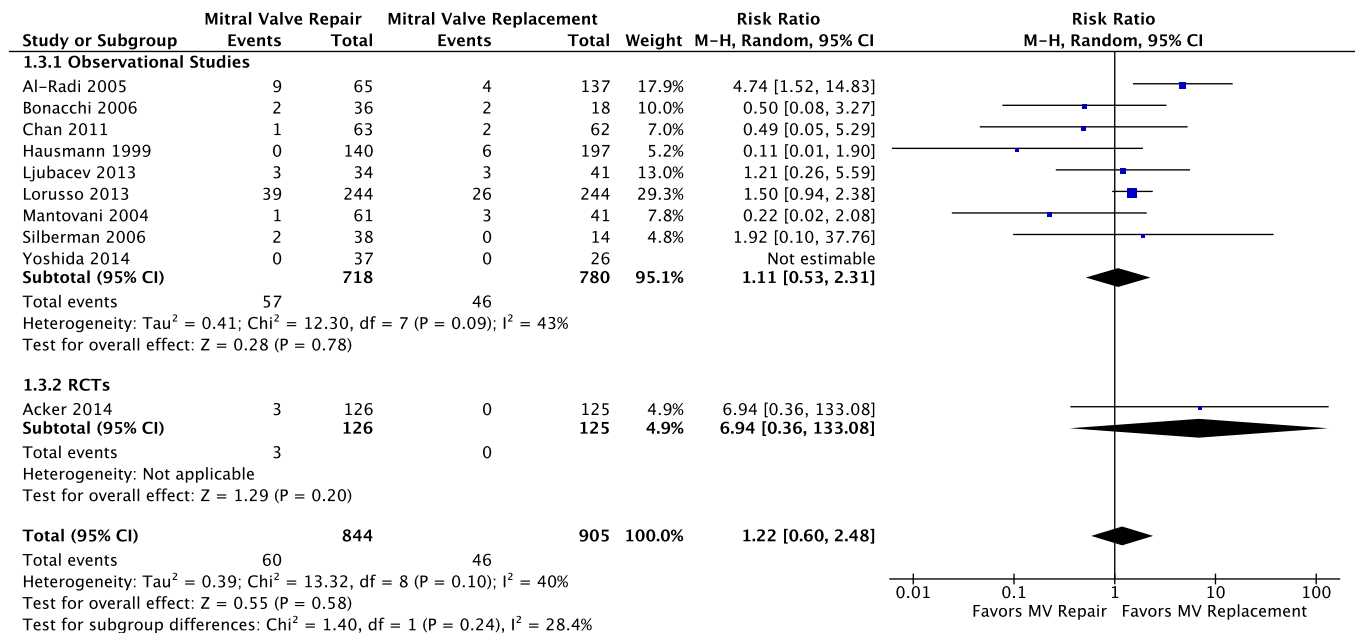 Mitral Valve Repair Mitral Valve Replacement Risk Ratio Risk Ratio
Study or Subgroup Events Total Events Total Weight M-H, Random, 95% CI M-H, Random, 95% CI
1.3.1 Observational Studies
Al-Radi 2005 9 65 4 137 17.9% 4.74 [1.52, 14.83]
Bonacchi 2006 2 36 2 18 10.0% 0.50 [0.08, 3.27]
Chan 2011 1 63 2 62 7.0% 0.49 [0.05, 5.29]
Hausmann 1999 0 140 6 197 5.2% 0.11 [0.01, 1.90]
Ljubacev 2013 3 34 3 41 13.0% 1.21 [0.26, 5.59]
Lorusso 2013 39 244 26 244 29.3% 1.50 [0.94, 2.38]
Mantovani 2004 1 61 3 41 7.8% 0.22 [0.02, 2.08]
Silberman 2006 2 38 0 14 4.8% 1.92 [0.10, 37.76]
Yoshida 2014 0 37 0 26 Not estimable
Subtotal (95% CI) 718 780 95.1% 1.11 [0.53, 2.31]
Total events 57 46
Heterogeneity: Tau² = 0.41; Chi² = 12.30, df = 7 (P = 0.09); I² = 43%
Test for overall effect: Z = 0.28 (P = 0.78)
1.3.2 RCTs
Acker 2014 3 126 0 125 4.9% 6.94 [0.36, 133.08]
Subtotal (95% CI) 126 125 4.9% 6.94 [0.36, 133.08]
Total events 3 0
Heterogeneity: Not applicable
Test for overall effect: Z = 1.29 (P = 0.20)
Total (95% CI) 844 905 100.0% 1.22 [0.60, 2.48]
Total events 60 46
Heterogeneity: Tau² = 0.39; Chi² = 13.32, df = 8 (P = 0.10); I² = 40%
Test for overall effect: Z = 0.55 (P = 0.58)
Test for subgroup differences: Chi² = 1.40, df = 1 (P = 0.24), I² = 28.4%
0.01 0.1 1 10 100
Favors MV Repair Favors MV Replacement